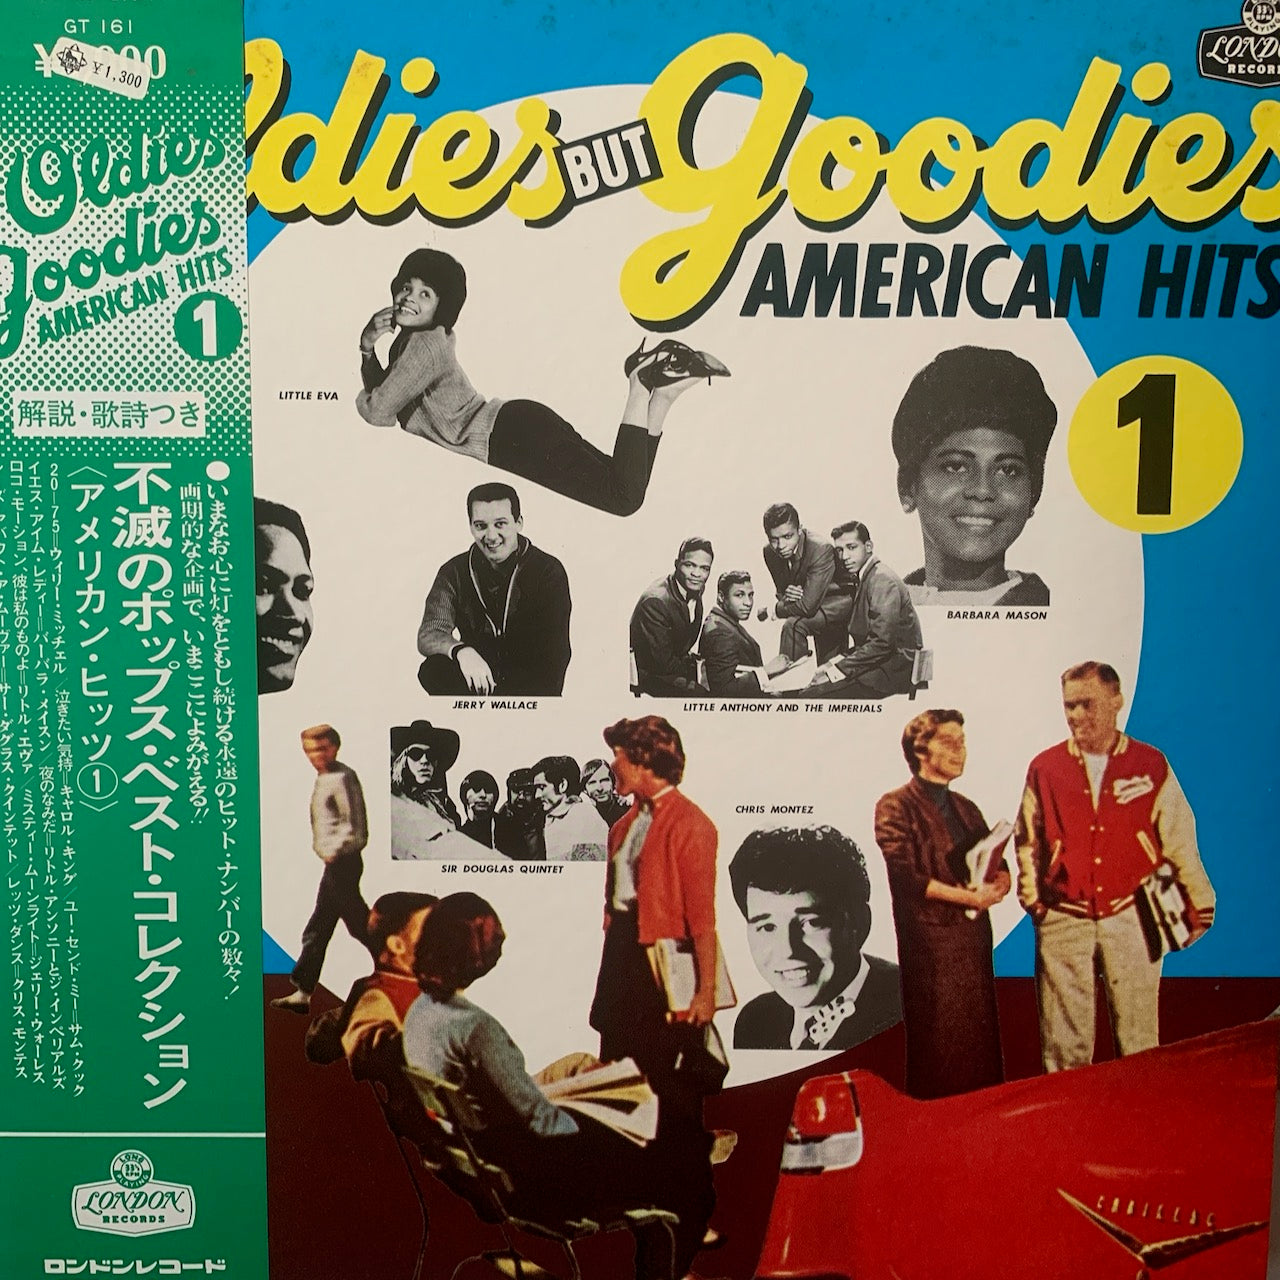 GT 161
¥1,300
Oldies
goodies
AMERICAN HITS
1
解説・歌詩つき
●いまなお心に灯をともし続ける永遠のヒット・ナンバーの数々!
画期的な企画で、いまここによみがえる!!
不滅のポップス・ベスト・コレクション
〈アメリカン・ヒッツ①〉
20-75=ウィリー・ミッチェル/泣きたい気持=キャロル・キング/ユー・センド・ミー=サム・クック
イエス・アイム・レディー=バーバラ・メイスン/夜のなみだ=リトル・アンソニーとジ・インペリアルズ
ロコ・モーション、彼は私のものよ=リトル・エヴァ/ミスティー・ムーンライト=ジェリー・ウォーレス
サー・ダグラス・クインテット/レッツ・ダンス=クリス・モンテス
LONG
33⅓
RPM
PLAYING
LONDON
RECORDS
ロンドンレコード
ldies BUT goodies
AMERICAN HITS
1
33⅓
RPM
PLAYING
LONDO
RECOR
LITTLE EVA
BARBARA MASON
JERRY WALLACE
LITTLE ANTHONY AND THE IMPERIALS
SIR DOUGLAS QUINTET
CHRIS MONTEZ
CADILLAC